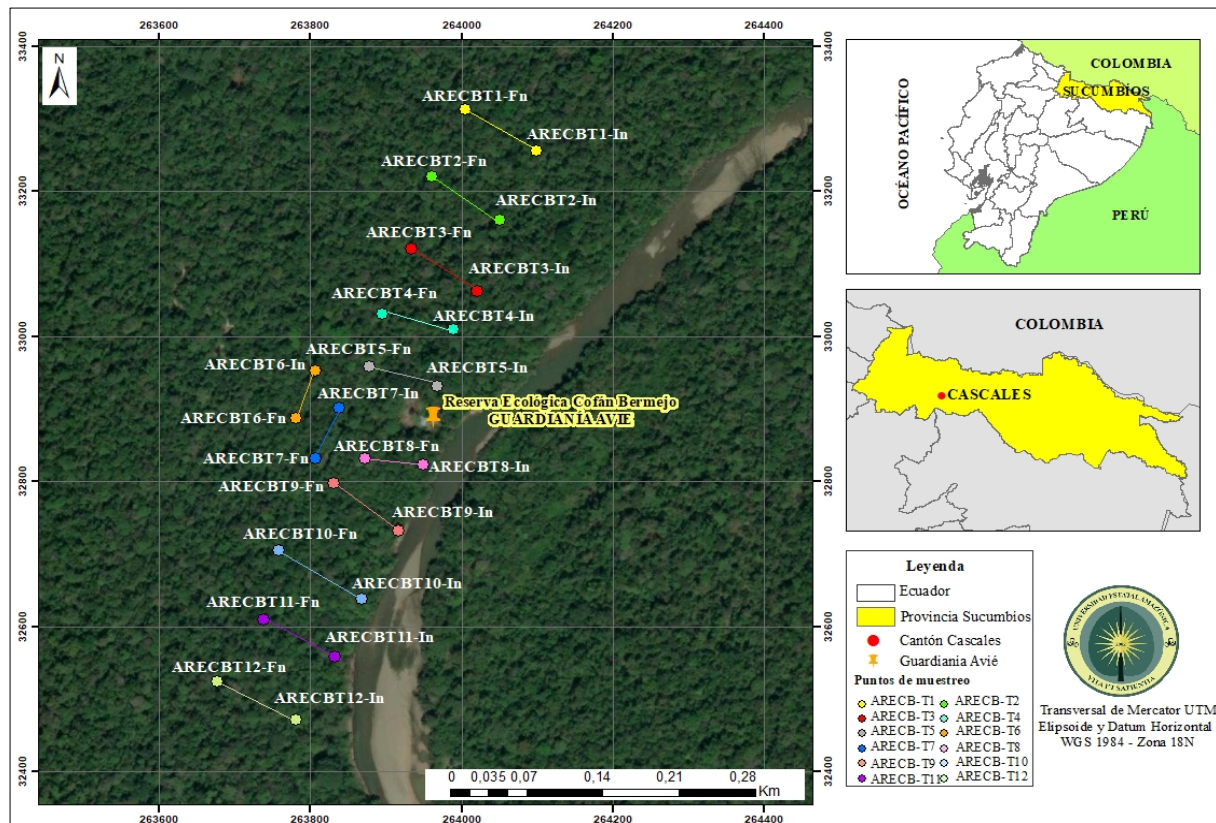 263600 263800 264000 264200 264400
33400
33400
N
ARECBT1-Fn
ARECBT1-In
ARECBT2-Fn
33200
33200
ARECBT2-In
ARECBT3-Fn
ARECBT3-In
ARECBT4-Fn
ARECBT4-In
33000
33000
ARECBT5-Fn
ARECBT6-In
ARECBT5-In
ARECBT7-In
Reserva Ecológica Cofán Bermejo
GUARDIANÍA AVIE
ARECBT6-Fn
ARECBT8-Fn
ARECBT7-Fn
ARECBT8-In
32800
32800
ARECBT9-Fn
ARECBT9-In
ARECBT10-Fn
ARECBT10-In
ARECBT11-Fn
32600
32600
ARECBT11-In
ARECBT12-Fn
ARECBT12-In
32400
32400
0 0,035 0,07 0,14 0,21 0,28
Km
263600 263800 264000 264200 264400
COLOMBIA
SUCUMBÍOS
OCÉANO PACÍFICO
PERÚ
COLOMBIA
CASCALES
Leyenda
Ecuador
Provincia Sucumbios
Cantón Cascales
Guardiania Avié
Puntos de muestreo
ARECB-T1 ARECB-T2
ARECB-T3 ARECB-T4
ARECB-T5 ARECB-T6
ARECB-T7 ARECB-T8
ARECB-T9 ARECB-T10
ARECB-T11 ARECB-T12
UNIVERSIDAD ESTATAL AMAZÓNICA
Transversal de Mercator UTM
Elipsoide y Datum Horizontal
WGS 1984 - Zona 18N